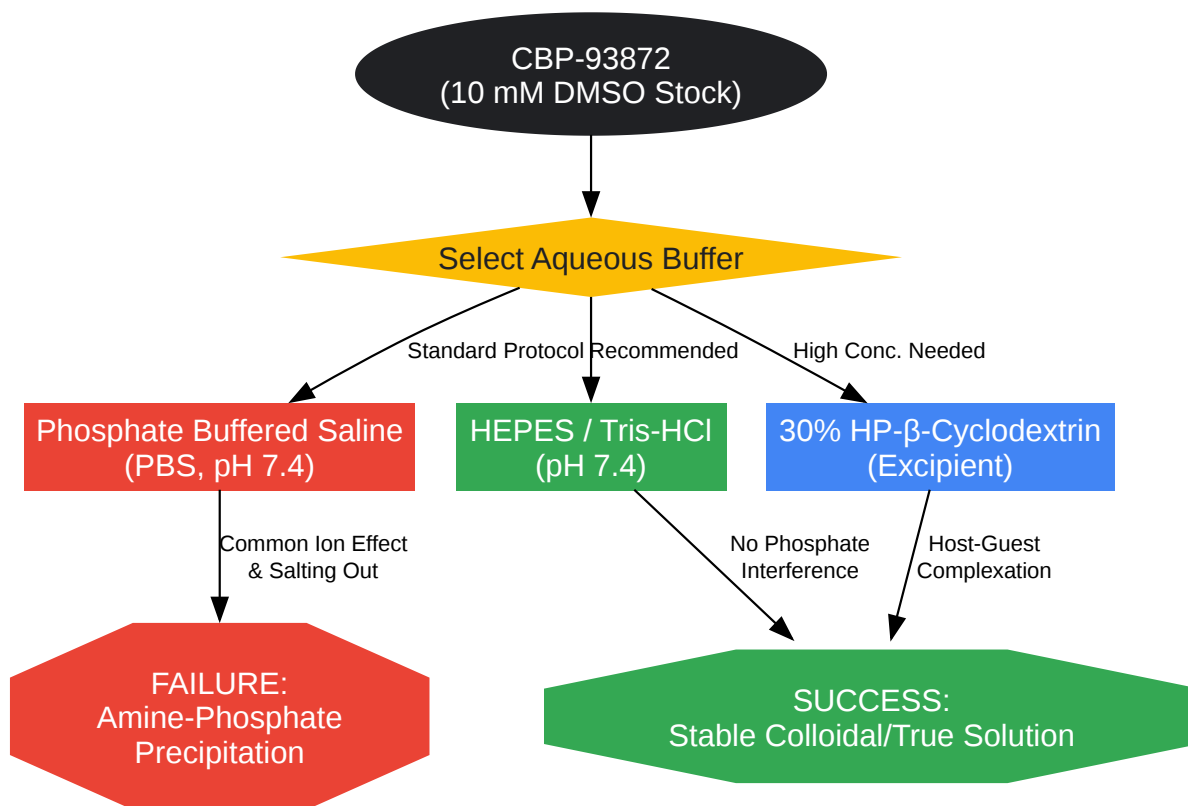 CBP-93872
(10 mM DMSO Stock)
Select Aqueous Buffer
Standard Protocol
Recommended
High Conc. Needed
Phosphate Buffered Saline
(PBS, pH 7.4)
HEPES / Tris-HCl
(pH 7.4)
30% HP-β-Cyclodextrin
(Excipient)
Common Ion Effect
& Salting Out
No Phosphate
Interference
Host-Guest
Complexation
FAILURE:
Amine-Phosphate
Precipitation
SUCCESS:
Stable Colloidal/True Solution